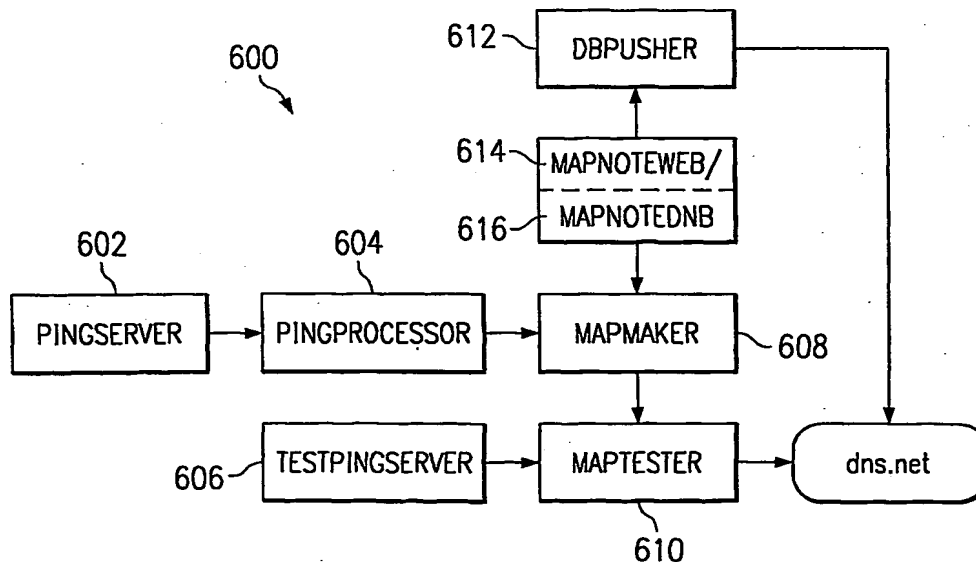 612
DBPUSHER
600
614
MAPNOTEWEB/
616
MAPNOTEDNB
602
604
PINGSERVER
PINGPROCESSOR
MAPMAKER
608
606
TESTPINGSERVER
MAPTESTER
dns.net
610